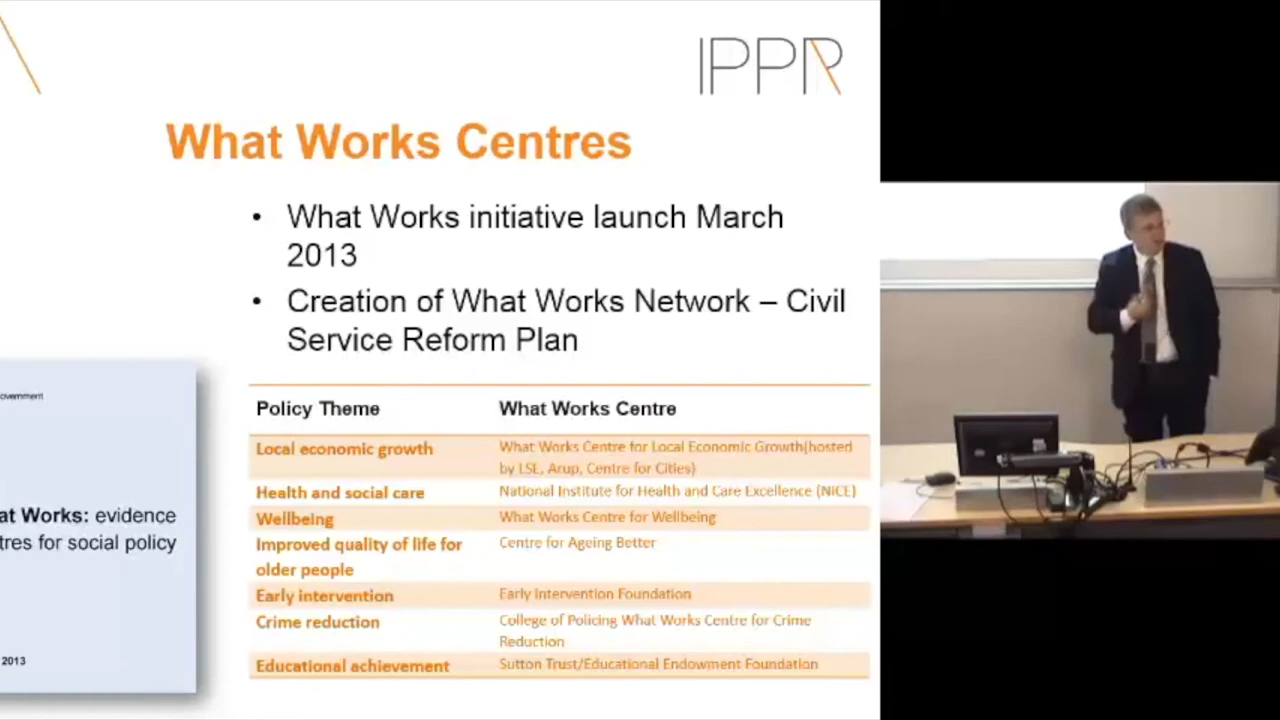 IPPR
What Works Centres
• What Works initiative launch March
2013
• Creation of What Works Network – Civil
Service Reform Plan
overnment
at Works: evidence
tres for social policy
2013
Policy Theme What Works Centre
Local economic growth What Works Centre for Local Economic Growth(hosted
by LSE, Arup, Centre for Cities)
Health and social care National Institute for Health and Care Excellence (NICE)
Wellbeing What Works Centre for Wellbeing
Improved quality of life for Centre for Ageing Better
older people
Early intervention Early Intervention Foundation
Crime reduction College of Policing What Works Centre for Crime
Reduction
Educational achievement Sutton Trust/Educational Endowment Foundation